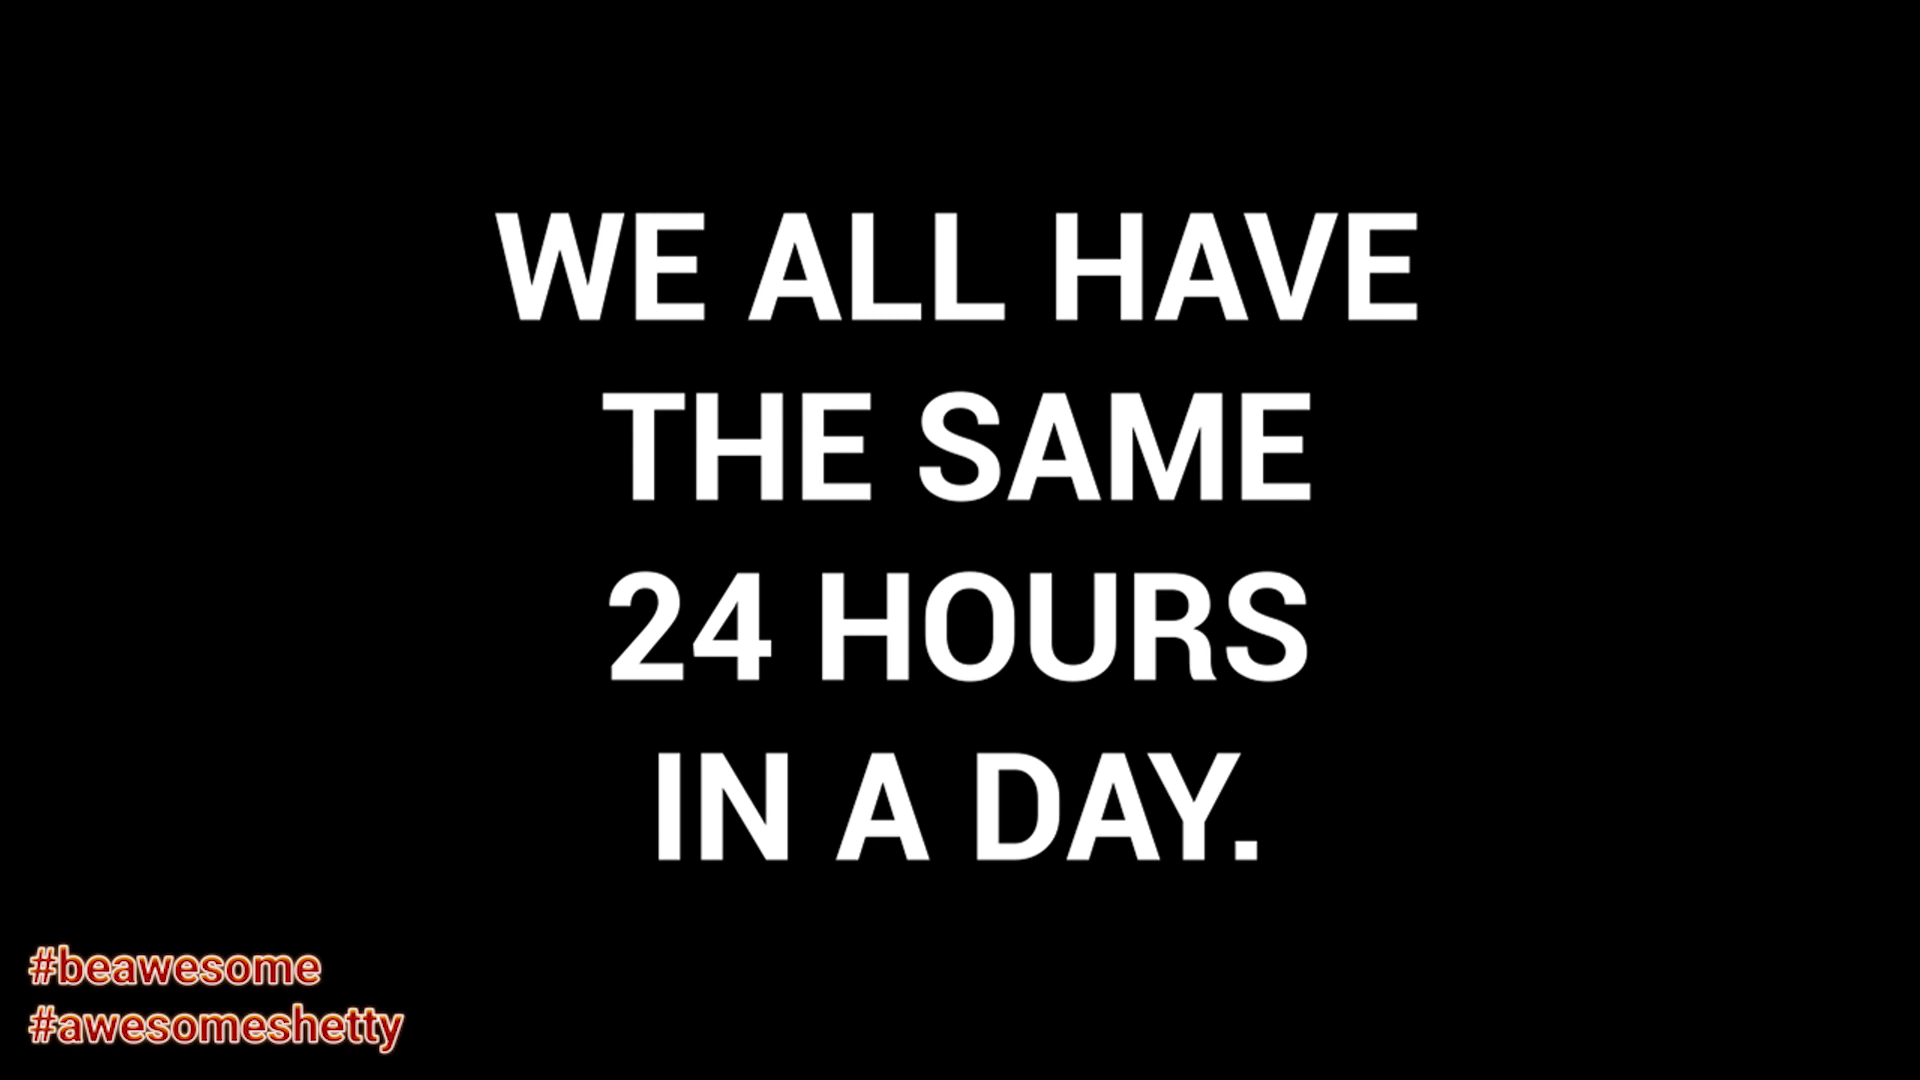 WE ALL HAVE
THE SAME
24 HOURS
IN A DAY.
#beawesome
#awesomeshetty